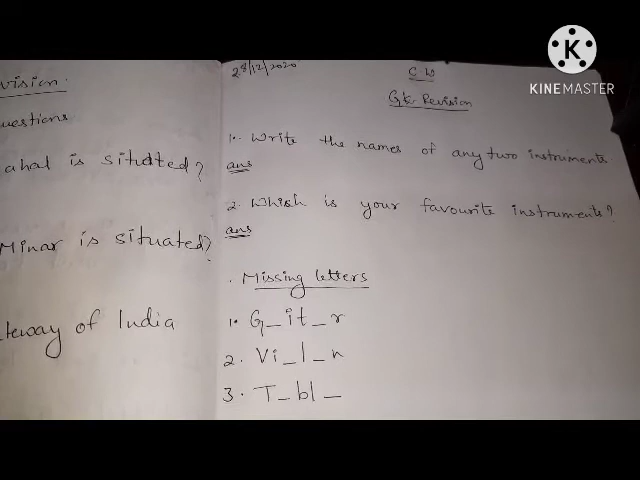 vision.
uestions
ahal is situated?
Minar is situated?
teway of India
28/12/2020
C.W
Gk Revision
1. Write the names of any two instruments.
ans
2. Which is your favourite instruments?
ans
. Missing letters
1. G_it_r
2. Vi_l_n
3. T_bl_
K
KINEMASTER